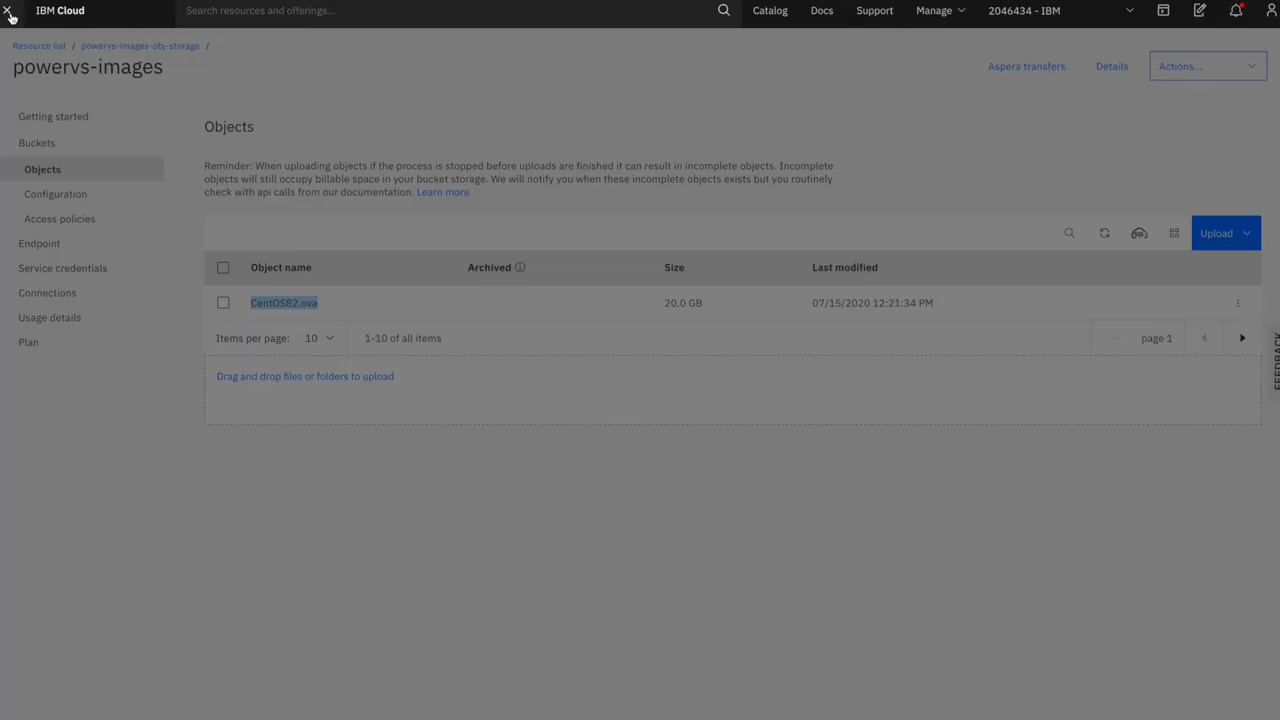 IBM Cloud
Search resources and offerings...
Catalog
Docs
Support
Manage
2046434 - IBM
Resource list / powervs-images-obj-storage /
powervs-images
Aspera transfers
Details
Actions...
Getting started
Buckets
Objects
Configuration
Access policies
Endpoint
Service credentials
Connections
Usage details
Plan
Objects
Reminder: When uploading objects if the process is stopped before uploads are finished it can result in incomplete objects. Incomplete
objects will still occupy billable space in your bucket storage. We will notify you when these incomplete objects exists but you routinely
check with api calls from our documentation. Learn more
SQL
Upload
Object name
Archived
Size
Last modified
CentOS82.ova
20.0 GB
07/15/2020 12:21:34 PM
Items per page: 10
1-10 of all items
page 1
Drag and drop files or folders to upload
FEEDBACK